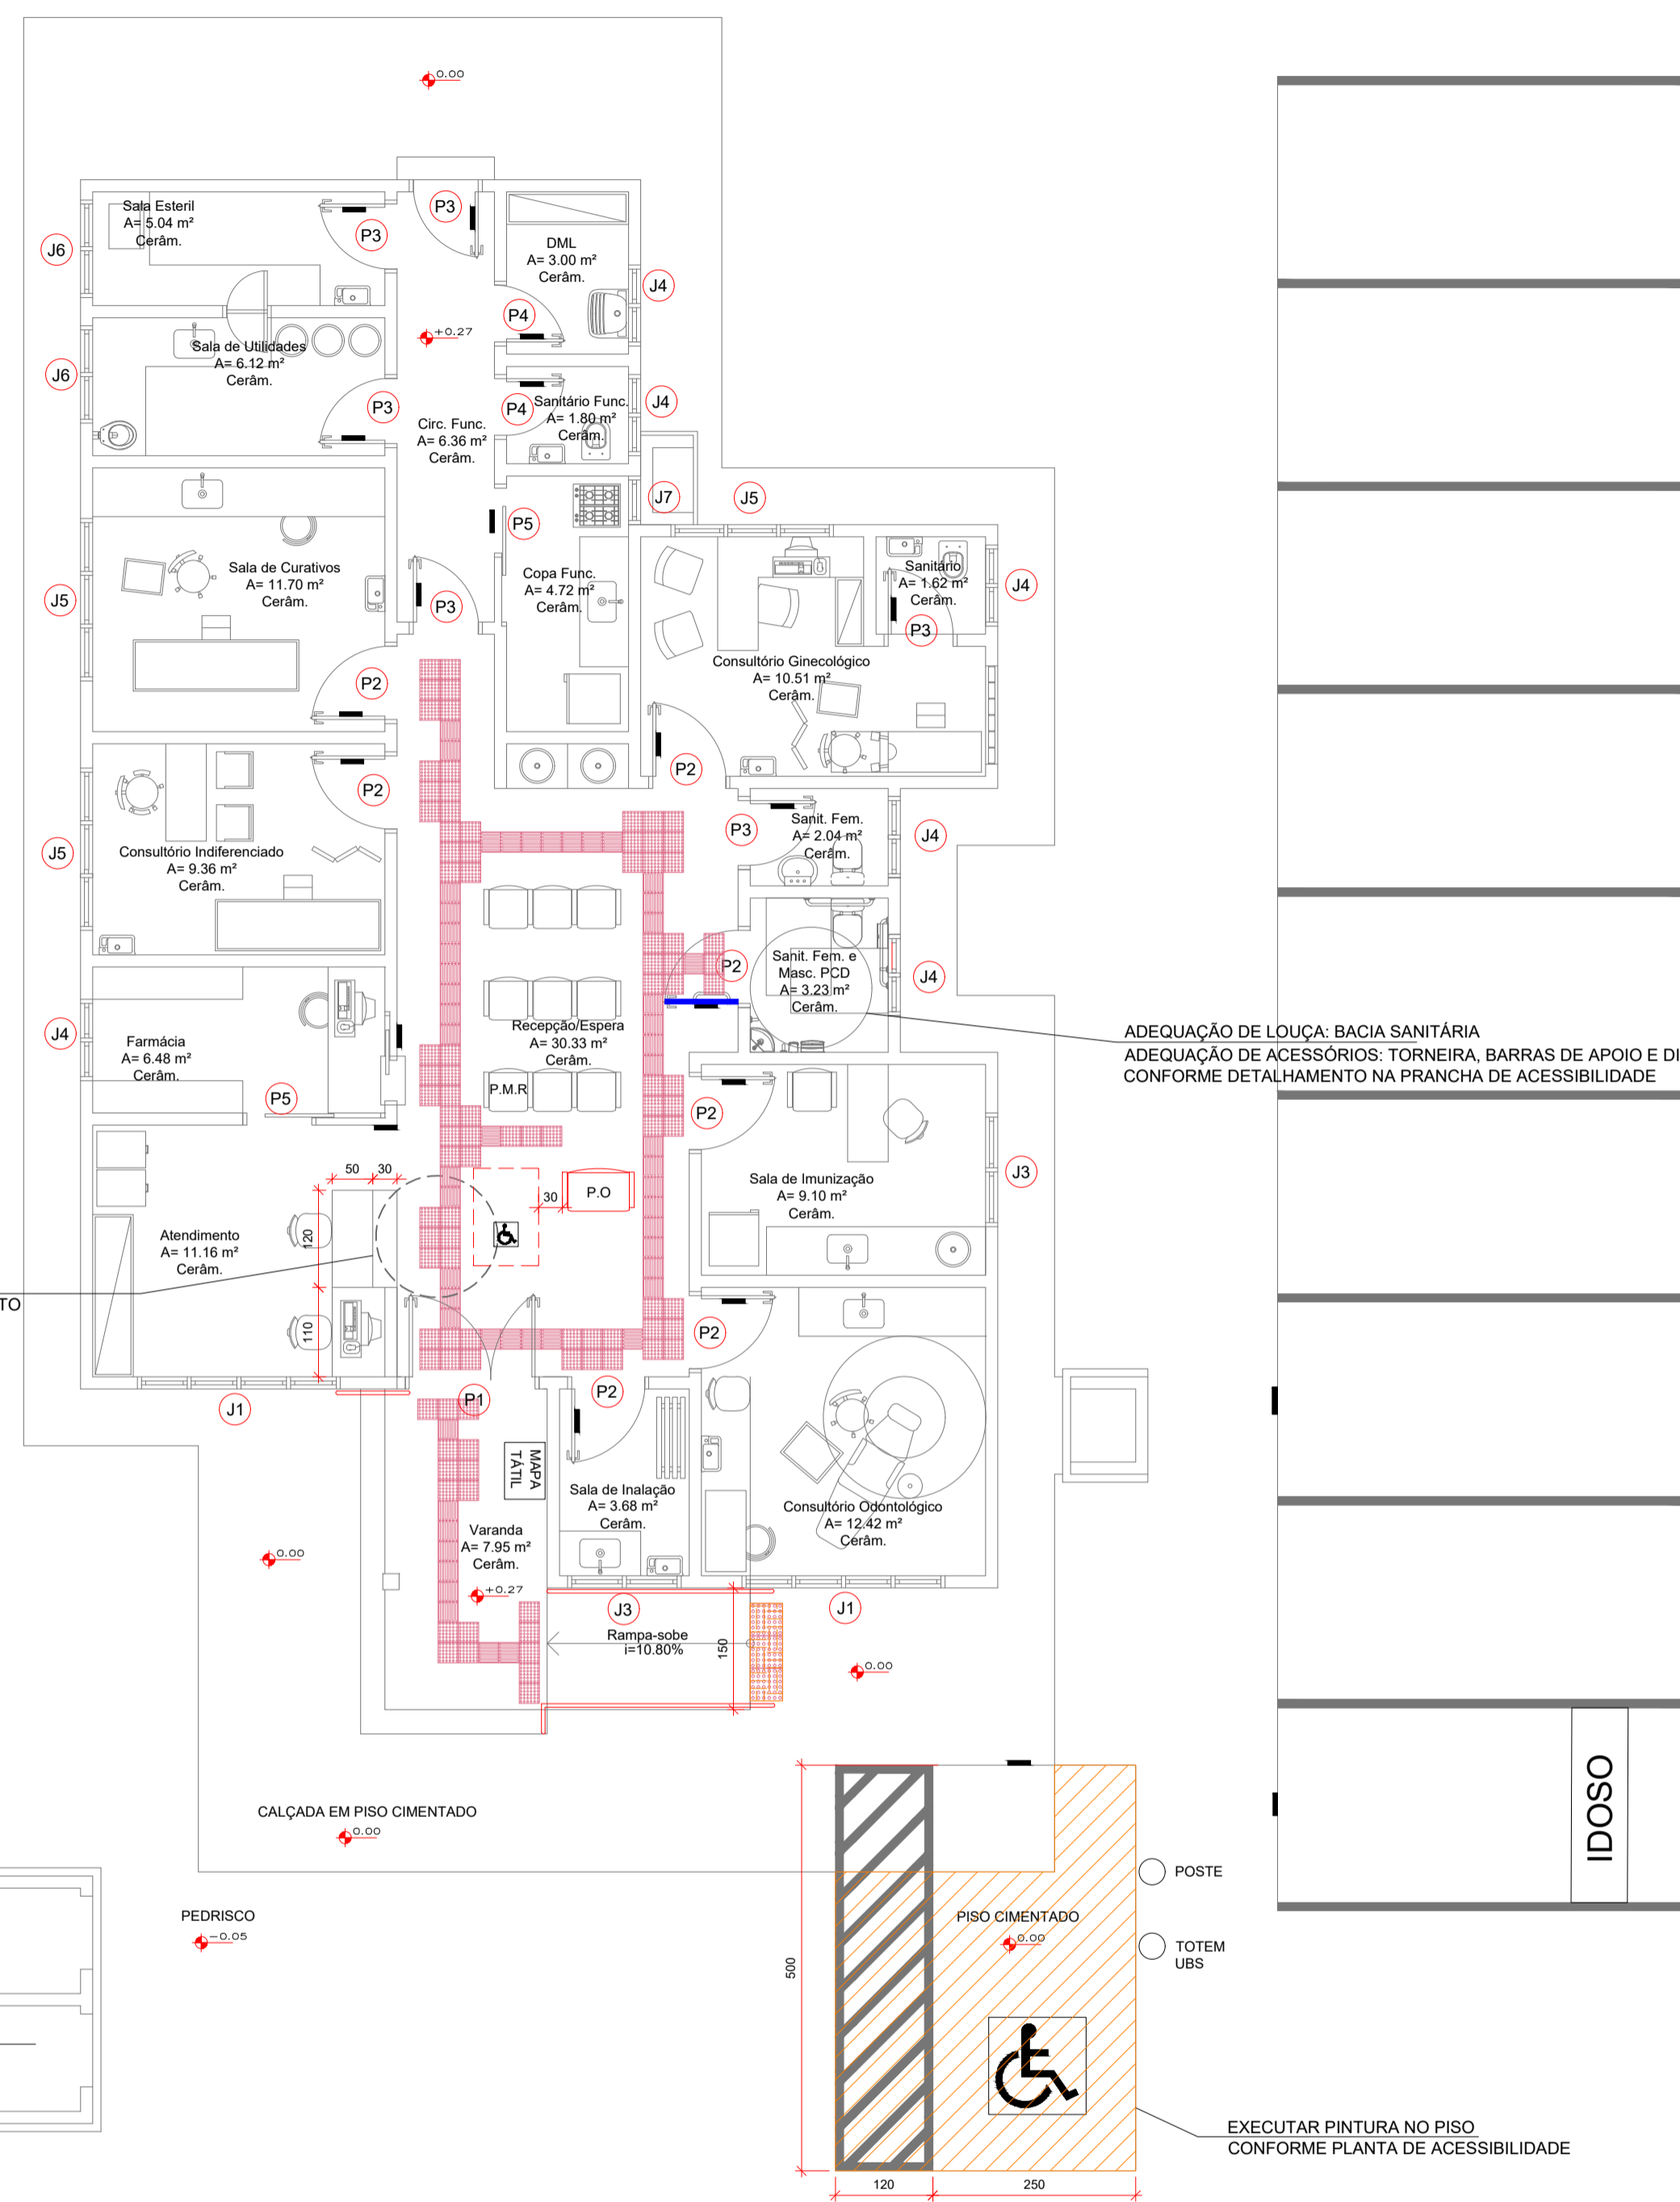 0.00
Sala Esteril
A= 5.04 m²
Cerâm.
P3
P3
J6
DML
A= 3.00 m²
Cerâm.
J4
P4
+0.27
Sala de Utilidades
A= 6.12 m²
Cerâm.
J6
P3
P4
Sanitário Func.
A= 1.80 m²
Cerâm.
J4
Circ. Func.
A= 6.36 m²
Cerâm.
J7
J5
P5
Sala de Curativos
A= 11.70 m²
Cerâm.
J5
P3
Copa Func.
A= 4.72 m²
Cerâm.
Sanitário
A= 1.62 m²
Cerâm.
J4
P3
Consultório Ginecológico
A= 10.51 m²
Cerâm.
P2
P2
P2
Consultório Indiferenciado
A= 9.36 m²
Cerâm.
J5
P3
Sanit. Fem.
A= 2.04 m²
Cerâm.
J4
P2
Sanit. Fem. e
Masc. PCD
A= 3.23 m²
Cerâm.
J4
Farmácia
A= 6.48 m²
Cerâm.
J4
Recepção/Espera
A= 30.33 m²
Cerâm.
P.M.R
ADEQUAÇÃO DE LOUÇA: BACIA SANITÁRIA
ADEQUAÇÃO DE ACESSÓRIOS: TORNEIRA, BARRAS DE APOIO E DI
CONFORME DETALHAMENTO NA PRANCHA DE ACESSIBILIDADE
P5
P2
50
30
30
P.O
Sala de Imunização
A= 9.10 m²
Cerâm.
J3
Atendimento
A= 11.16 m²
Cerâm.
120
TO
110
P2
J1
P1
P2
MAPA
TÁTIL
Sala de Inalação
A= 3.68 m²
Cerâm.
Consultório Odontológico
A= 12.42 m²
Cerâm.
Varanda
A= 7.95 m²
Cerâm.
0.00
+0.27
J3
J1
Rampa-sobe
i=10.80%
150
0.00
IDOSO
CALÇADA EM PISO CIMENTADO
0.00
POSTE
PEDRISCO
-0.05
PISO CIMENTADO
0.00
TOTEM
UBS
500
EXECUTAR PINTURA NO PISO
CONFORME PLANTA DE ACESSIBILIDADE
120
250